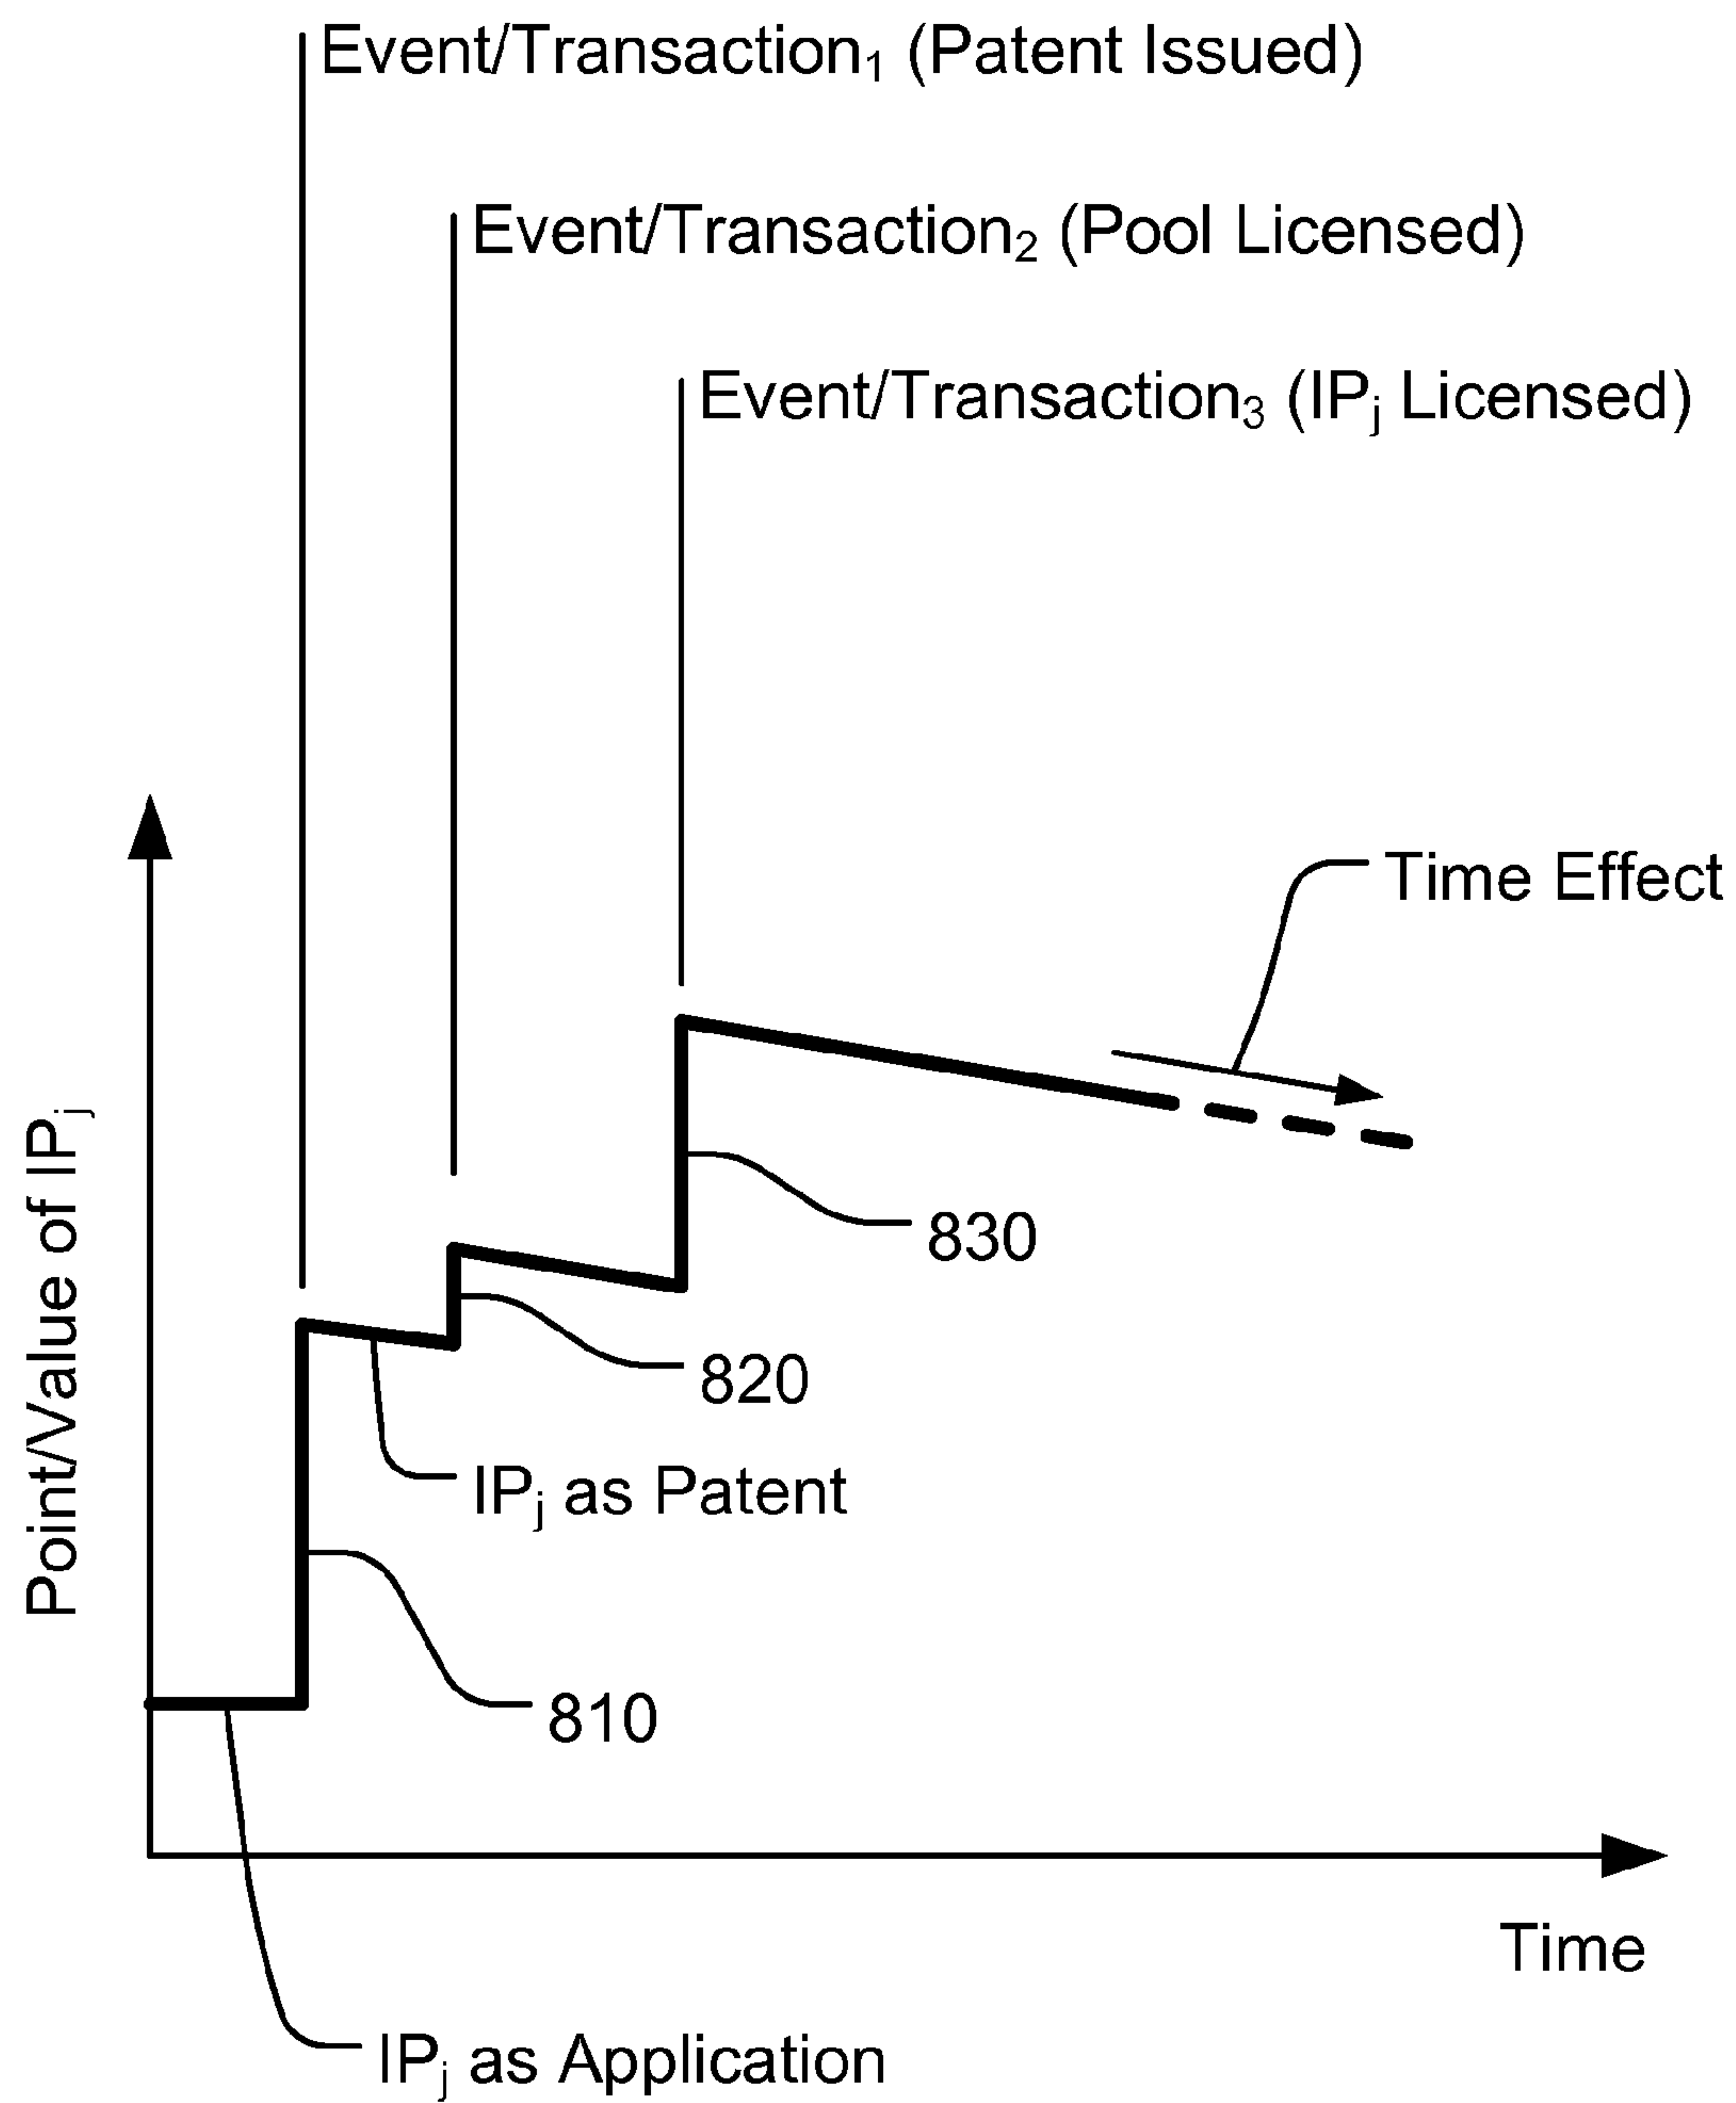 Event/Transaction₁ (Patent Issued)
Event/Transaction₂ (Pool Licensed)
Event/Transaction₃ (IPⱼ Licensed)
Time Effect
Point/Value of IPⱼ
830
820
IPⱼ as Patent
810
Time
IPⱼ as Application